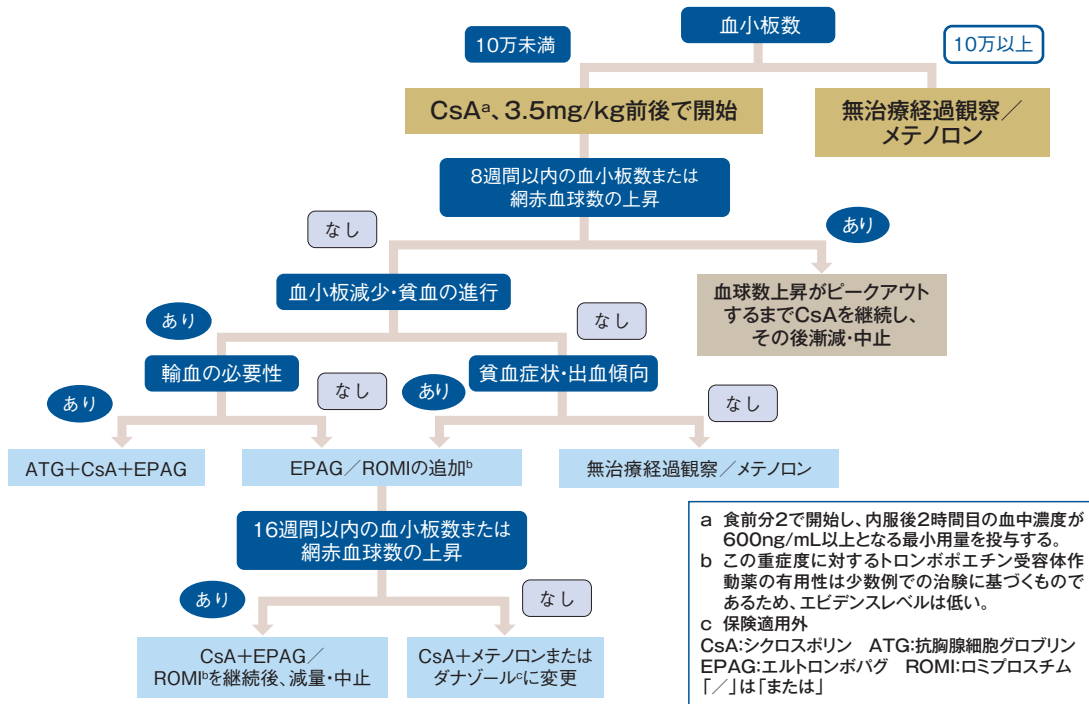 血小板数
10万未満
10万以上
CsAa、3.5mg/kg前後で開始
無治療経過観察／
メテノロン
8週間以内の血小板数または
網赤血球数の上昇
なし
あり
血小板減少・貧血の進行
血球数上昇がピークアウト
するまでCsAを継続し、
その後漸減・中止
あり
なし
輸血の必要性
貧血症状・出血傾向
あり
なし
あり
なし
ATG＋CsA＋EPAG
EPAG／ROMIの追加b
無治療経過観察／メテノロン
16週間以内の血小板数または
網赤血球数の上昇
あり
なし
CsA＋EPAG／
ROMIbを継続後、減量・中止
CsA＋メテノロンまたは
ダナゾールcに変更
a 食前分2で開始し、内服後2時間目の血中濃度が
600ng/mL以上となる最小用量を投与する。
b この重症度に対するトロンボポエチン受容体作
動薬の有用性は少数例での治験に基づくもので
あるため、エビデンスレベルは低い。
c 保険適用外
CsA:シクロスポリン ATG:抗胸腺細胞グロブリン
EPAG:エルトロンボパグ ROMI:ロミプロスチム
「／」は「または」